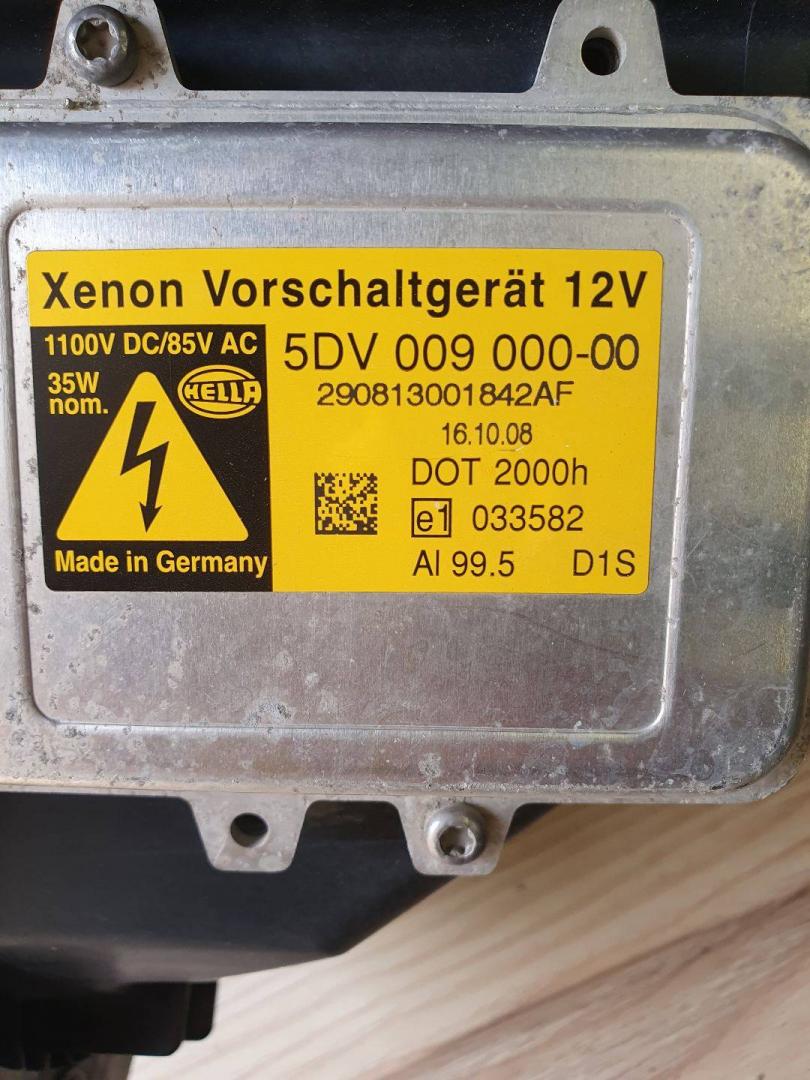 Xenon Vorschaltgerät 12V
1100V DC/85V AC
35W
nom.
HELLA
5DV 009 000-00
290813001842AF
16.10.08
DOT 2000h
e1 033582
Al 99.5 D1S
Made in Germany